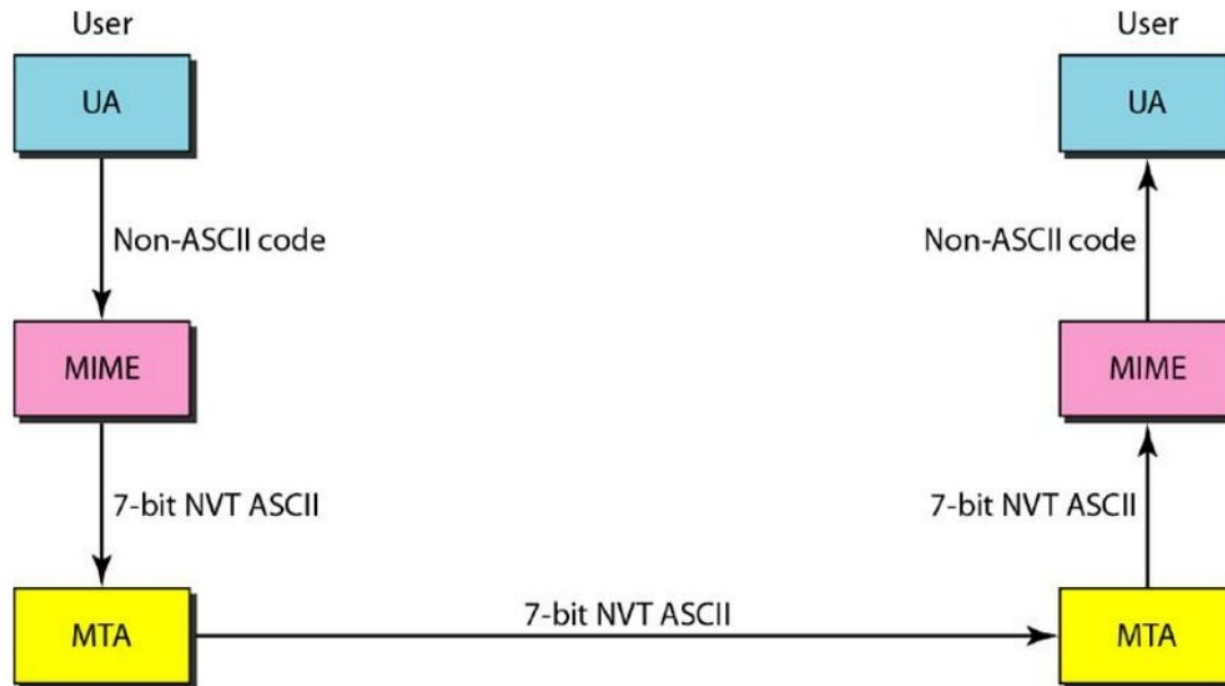 User
User
UA
UA
Non-ASCII code
Non-ASCII code
MIME
MIME
7-bit NVT ASCII
7-bit NVT ASCII
7-bit NVT ASCII
MTA
MTA